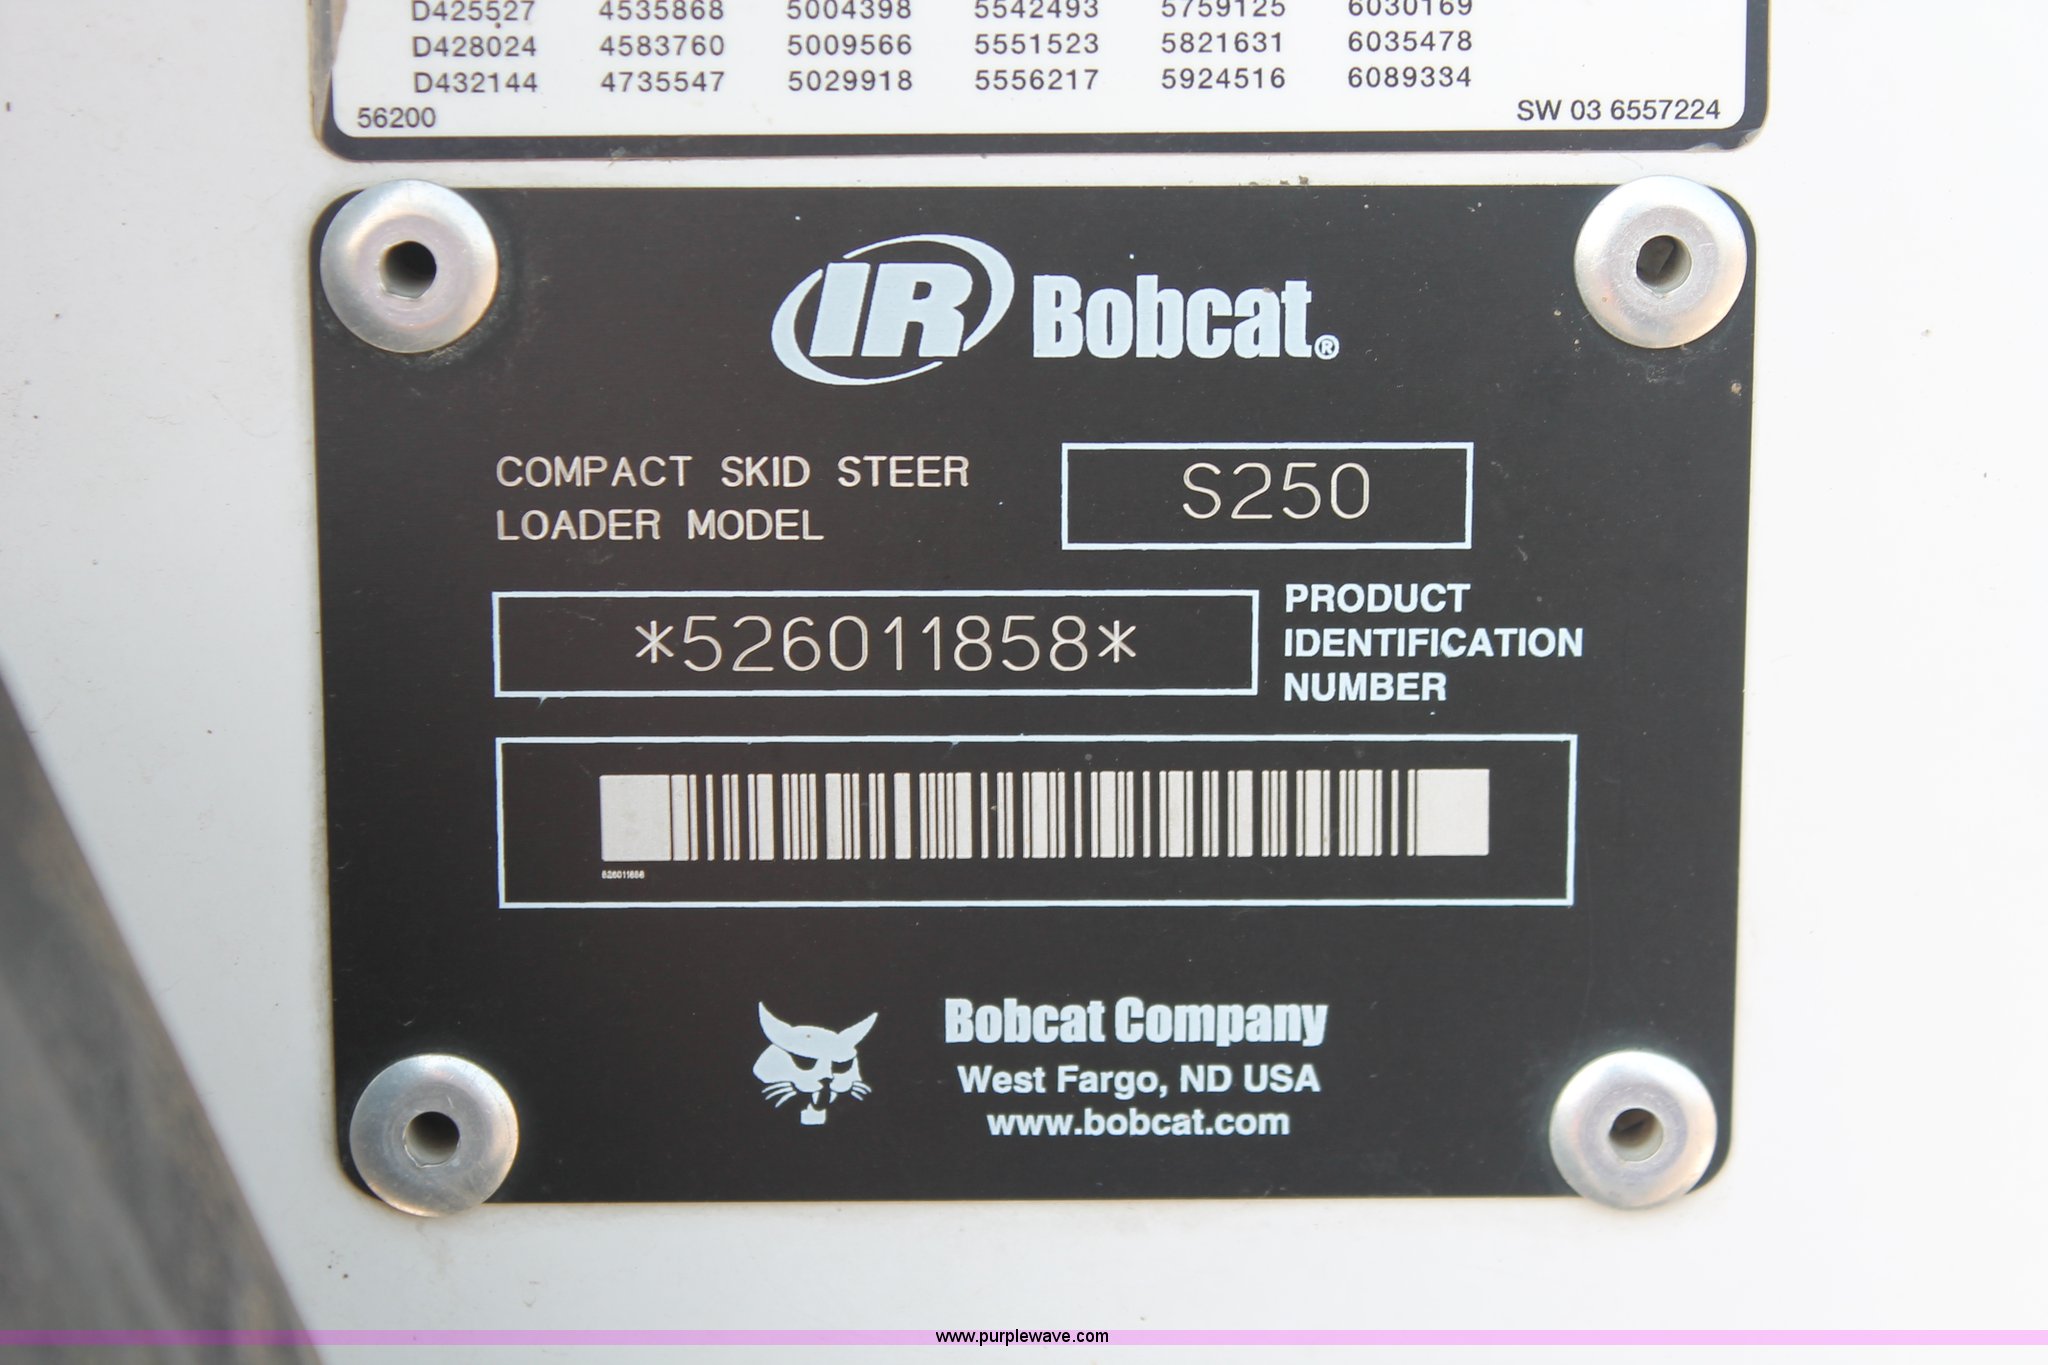 D425527 4535868 5004398 5542493 5759125 6030169
D428024 4583760 5009566 5551523 5821631 6035478
D432144 4735547 5029918 5556217 5924516 6089334
56200 SW 03 6557224
IR Bobcat®
COMPACT SKID STEER
LOADER MODEL
S250
*526011858*
PRODUCT
IDENTIFICATION
NUMBER
526011858
Bobcat Company
West Fargo, ND USA
www.bobcat.com
www.purplewave.com